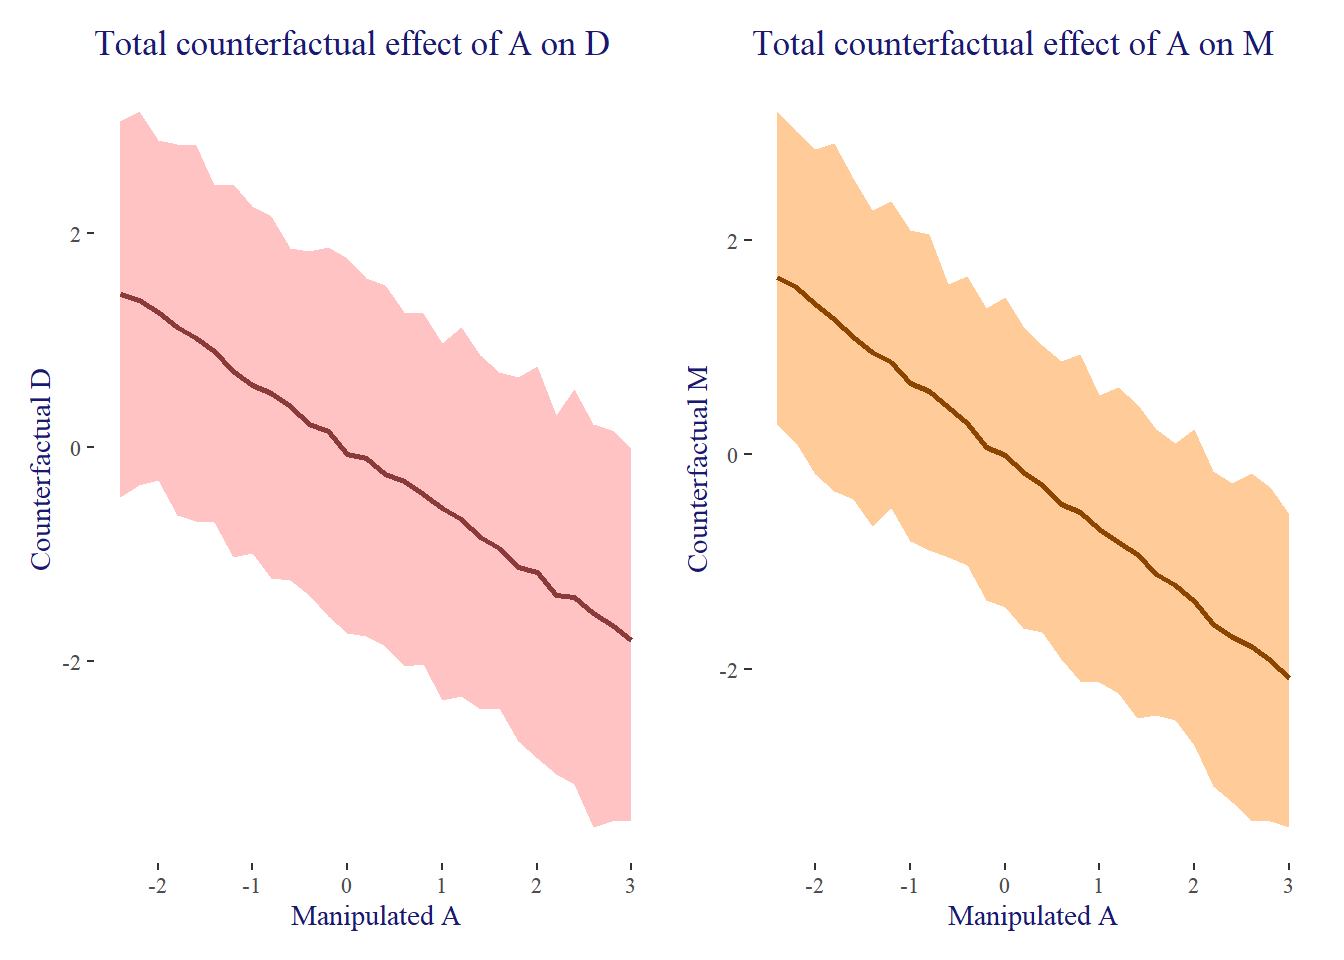 Total counterfactual effect of A on D
Counterfactual D
2
0
-2
-2 -1 0 1 2 3
Manipulated A
Total counterfactual effect of A on M
Counterfactual M
2
0
-2
-2 -1 0 1 2 3
Manipulated A